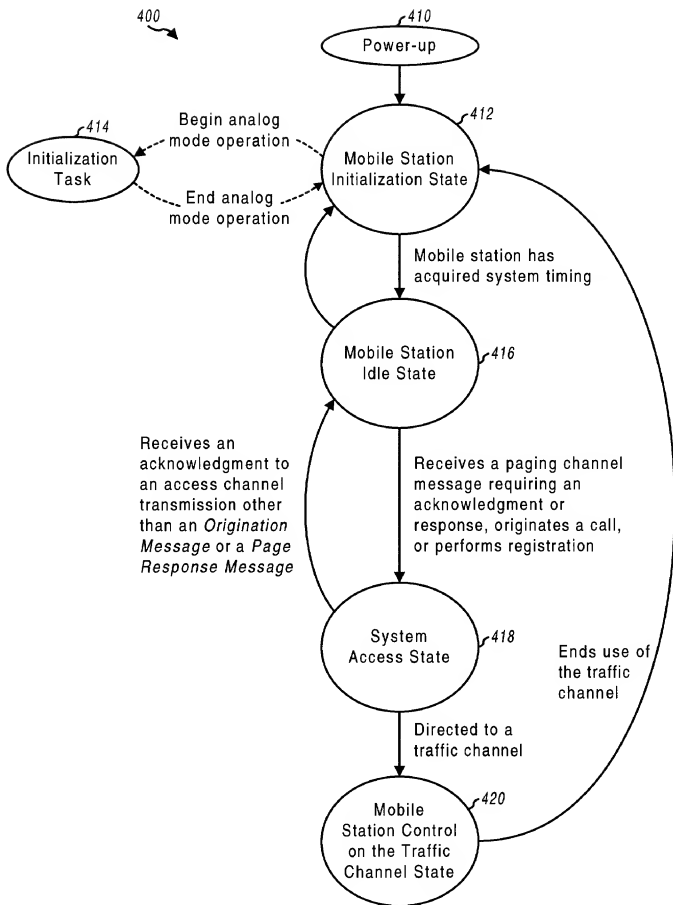 400
410
Power-up
412
414
Begin analog
mode operation
Initialization
Task
Mobile Station
Initialization State
End analog
mode operation
Mobile station has
acquired system timing
Mobile Station
Idle State
416
Receives an
acknowledgment to
an access channel
transmission other
than an Origination
Message or a Page
Response Message
Receives a paging channel
message requiring an
acknowledgment or
response, originates a call,
or performs registration
System
Access State
418
Ends use of
the traffic
channel
Directed to a
traffic channel
420
Mobile
Station Control
on the Traffic
Channel State